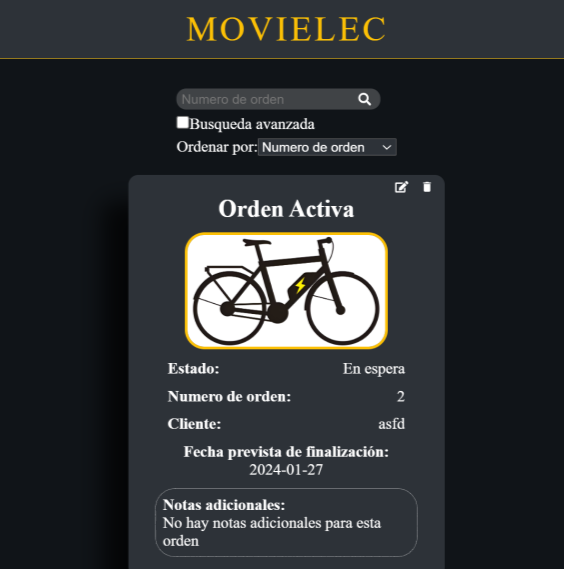 MOVIELEC
Numero de orden
Busqueda avanzada
Ordenar por: Numero de orden
Orden Activa
Estado: En espera
Numero de orden: 2
Cliente: asfd
Fecha prevista de finalización:
2024-01-27
Notas adicionales:
No hay notas adicionales para esta
orden